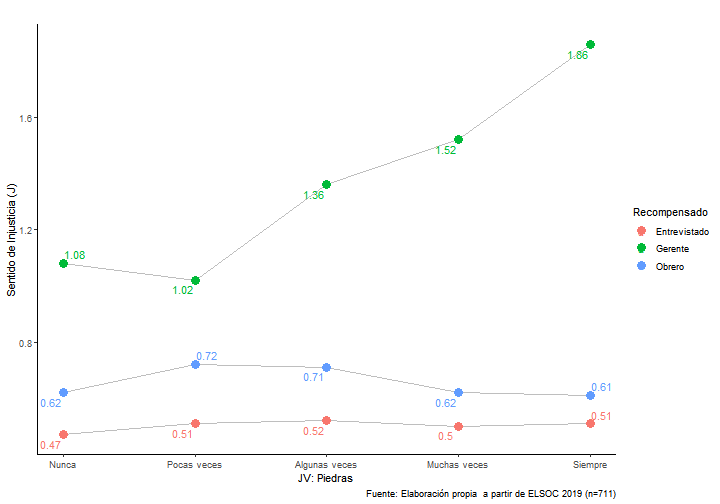 1.86
1.6
1.52
1.36
1.2
1.08
1.02
0.8
0.72
0.71
0.62
0.62
0.61
0.47
0.51
0.52
0.5
0.51
Sentido de Injusticia (J)
Nunca
Pocas veces
Algunas veces
Muchas veces
Siempre
JV: Piedras
Recompensado
Entrevistado
Gerente
Obrero
Fuente: Elaboración propia  a partir de ELSOC 2019 (n=711)